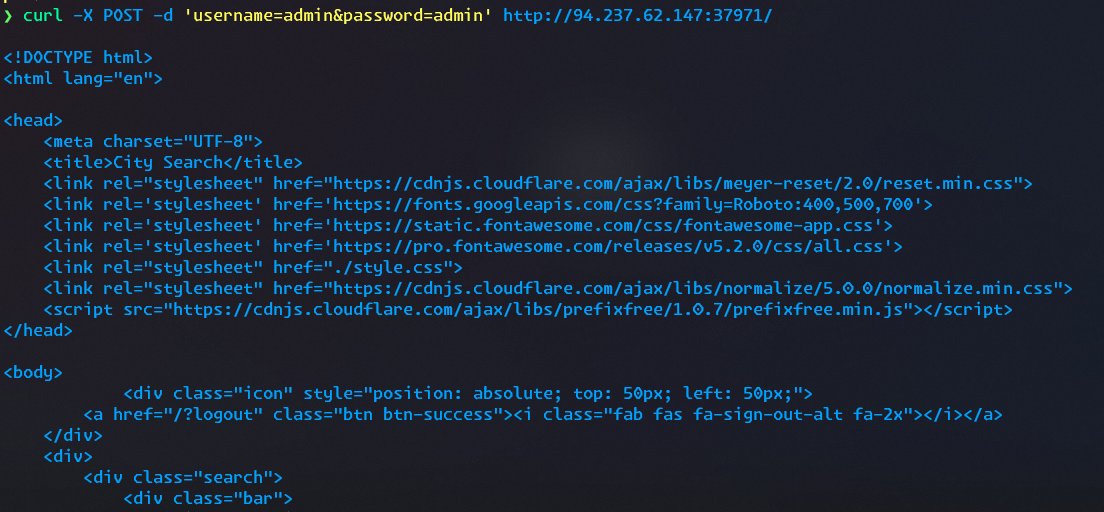 ❯ curl -X POST -d 'username=admin&password=admin' http://94.237.62.147:37971/
<!DOCTYPE html>
<html lang="en">
<head>
    <meta charset="UTF-8">
    <title>City Search</title>
    <link rel="stylesheet" href="https://cdnjs.cloudflare.com/ajax/libs/meyer-reset/2.0/reset.min.css">
    <link rel='stylesheet' href='https://fonts.googleapis.com/css?family=Roboto:400,500,700'>
    <link rel='stylesheet' href='https://static.fontawesome.com/css/fontawesome-app.css'>
    <link rel='stylesheet' href='https://pro.fontawesome.com/releases/v5.2.0/css/all.css'>
    <link rel="stylesheet" href="./style.css">
    <link rel="stylesheet" href="https://cdnjs.cloudflare.com/ajax/libs/normalize/5.0.0/normalize.min.css">
    <script src="https://cdnjs.cloudflare.com/ajax/libs/prefixfree/1.0.7/prefixfree.min.js"></script>
</head>
<body>
            <div class="icon" style="position: absolute; top: 50px; left: 50px;">
        <a href="/?logout" class="btn btn-success"><i class="fab fas fa-sign-out-alt fa-2x"></i></a>
    </div>
    <div>
        <div class="search">
            <div class="bar">